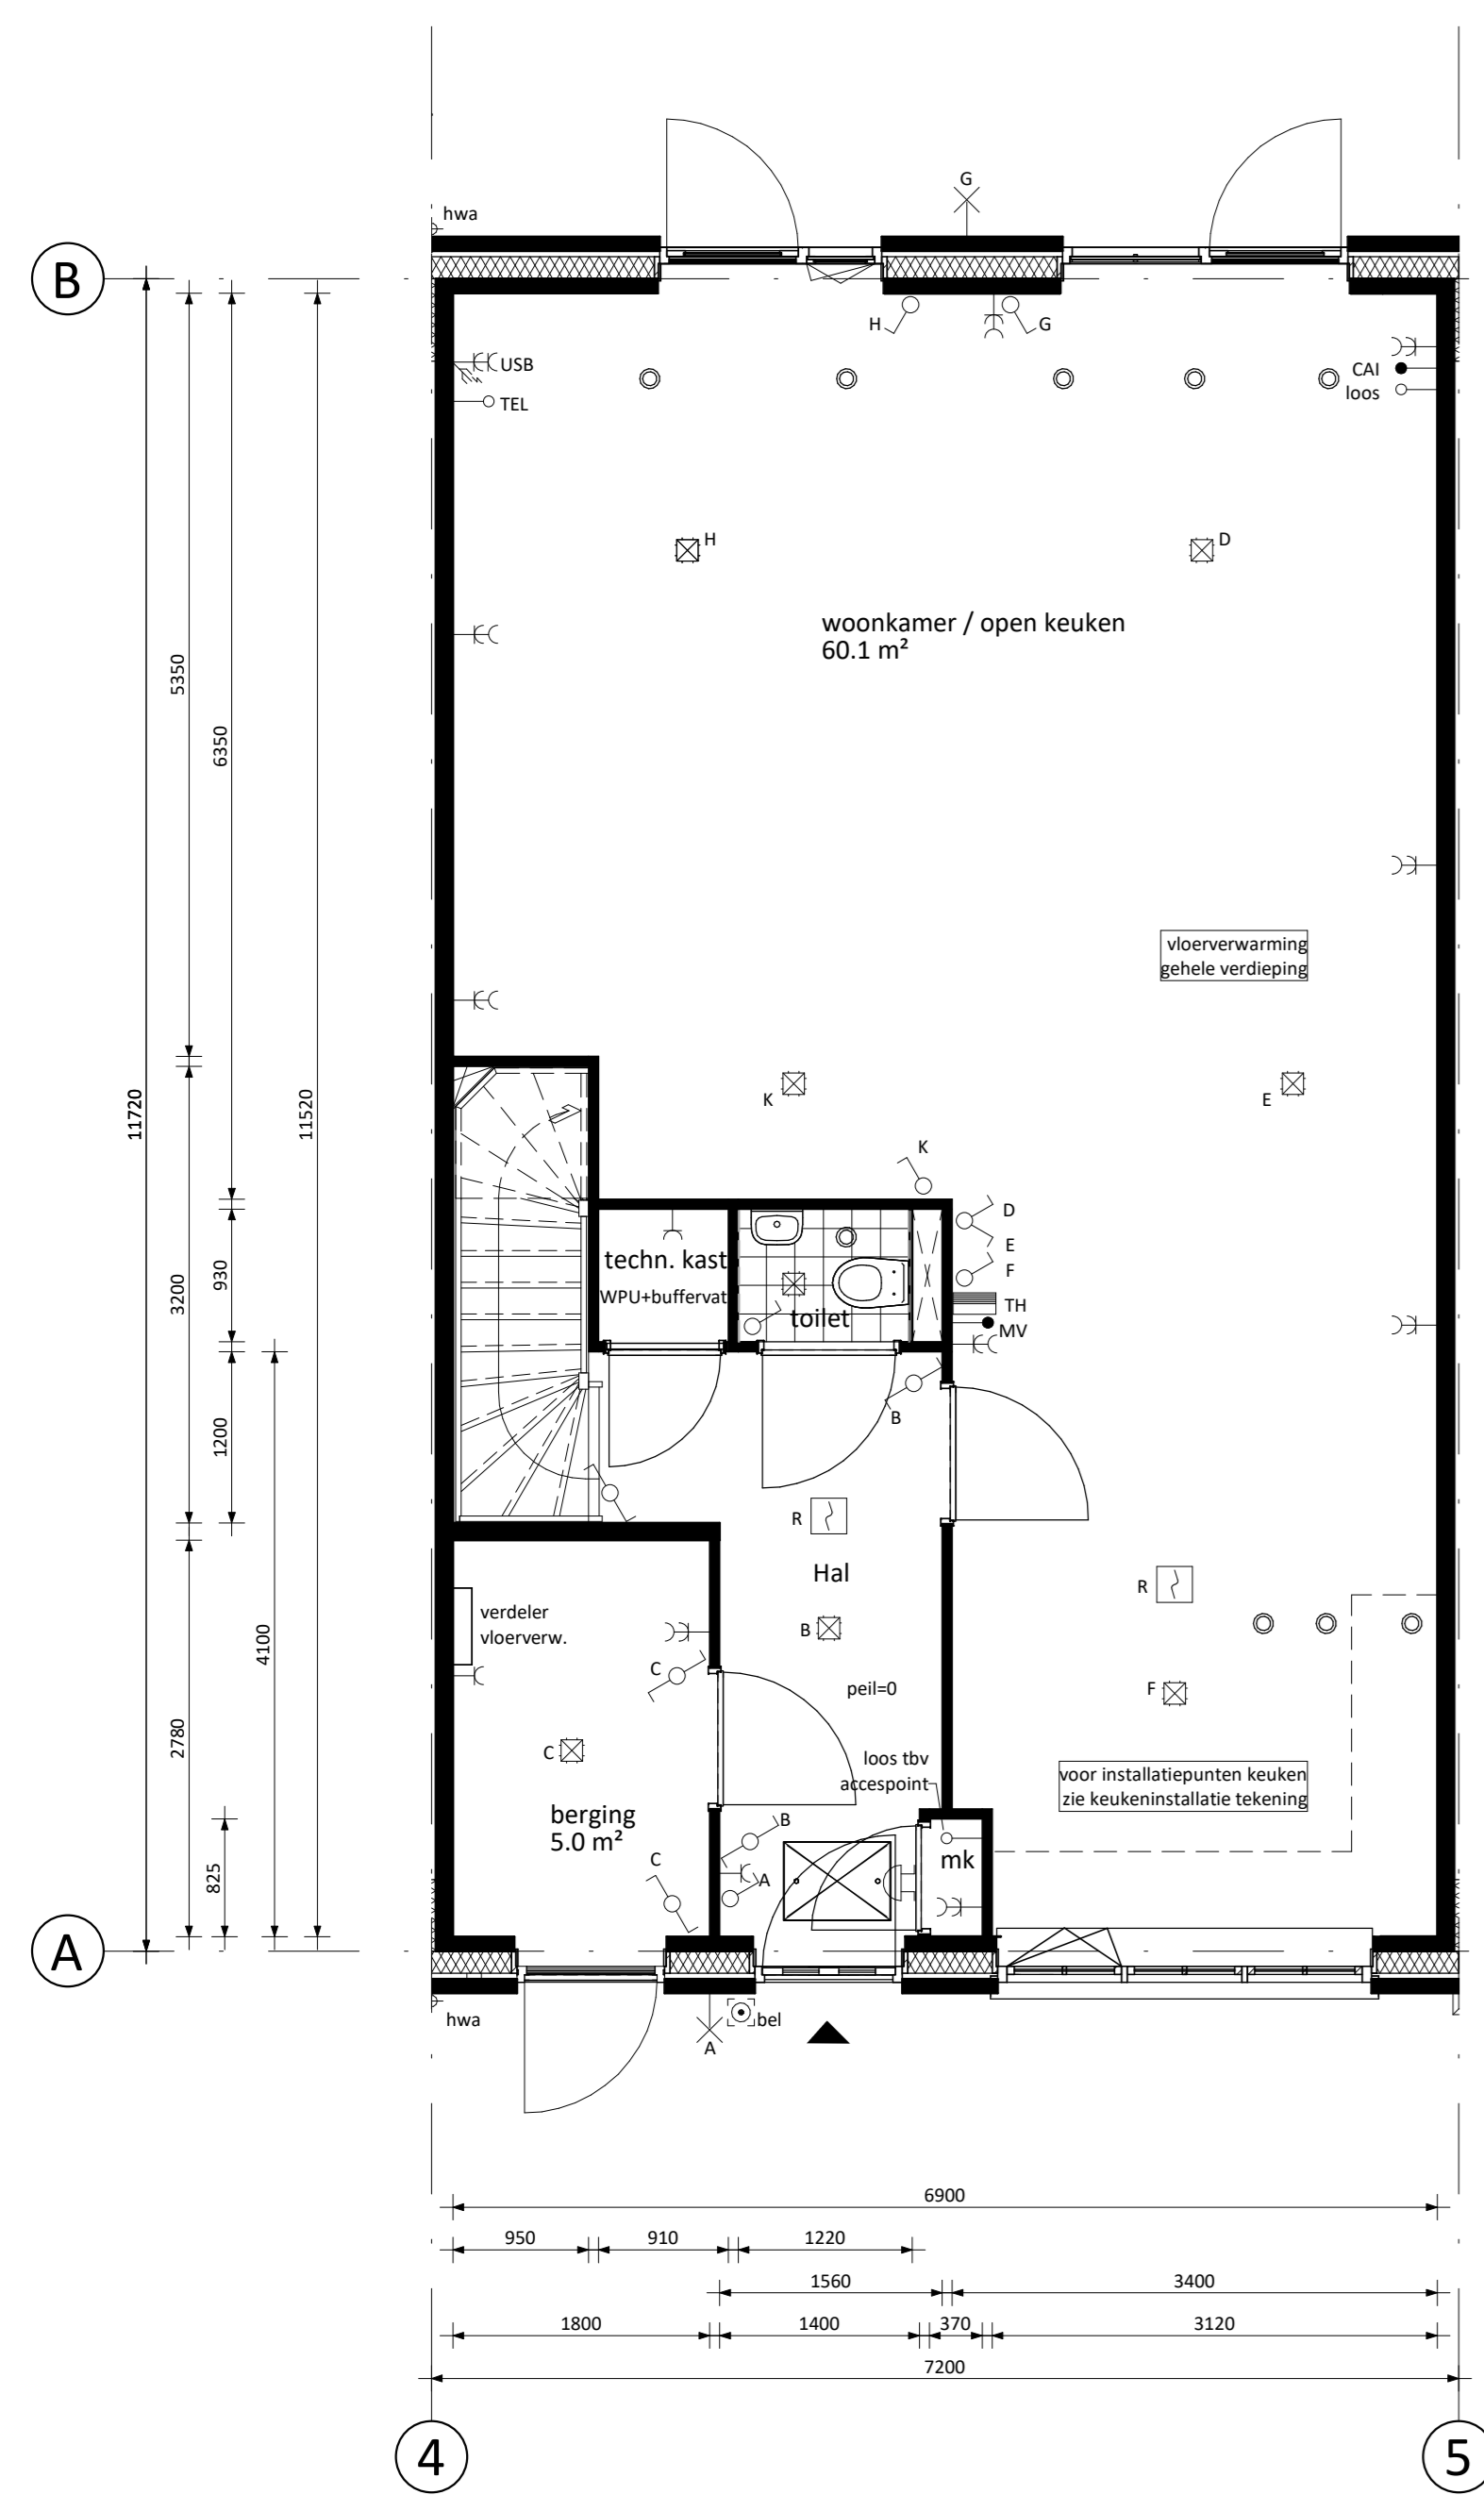 G
hwa
B
H
G
USB
CAI
loos
TEL
H
D
woonkamer / open keuken
60.1 m²
5350
6350
vloerverwarming
gehele verdieping
K
E
11720
11520
K
D
E
F
techn. kast
WPU+buffervat
toilet
TH
MV
3200
930
B
1200
R
Hal
R
verdeler
vloerverw.
B
C
4100
peil=0
F
2780
C
loos tbv
accespoint
voor installatiepunten keuken
zie keukeninstallatie tekening
berging
5.0 m²
B
mk
825
C
A
A
hwa
bel
A
6900
950
910
1220
1560
3400
1800
1400
370
3120
7200
4
5